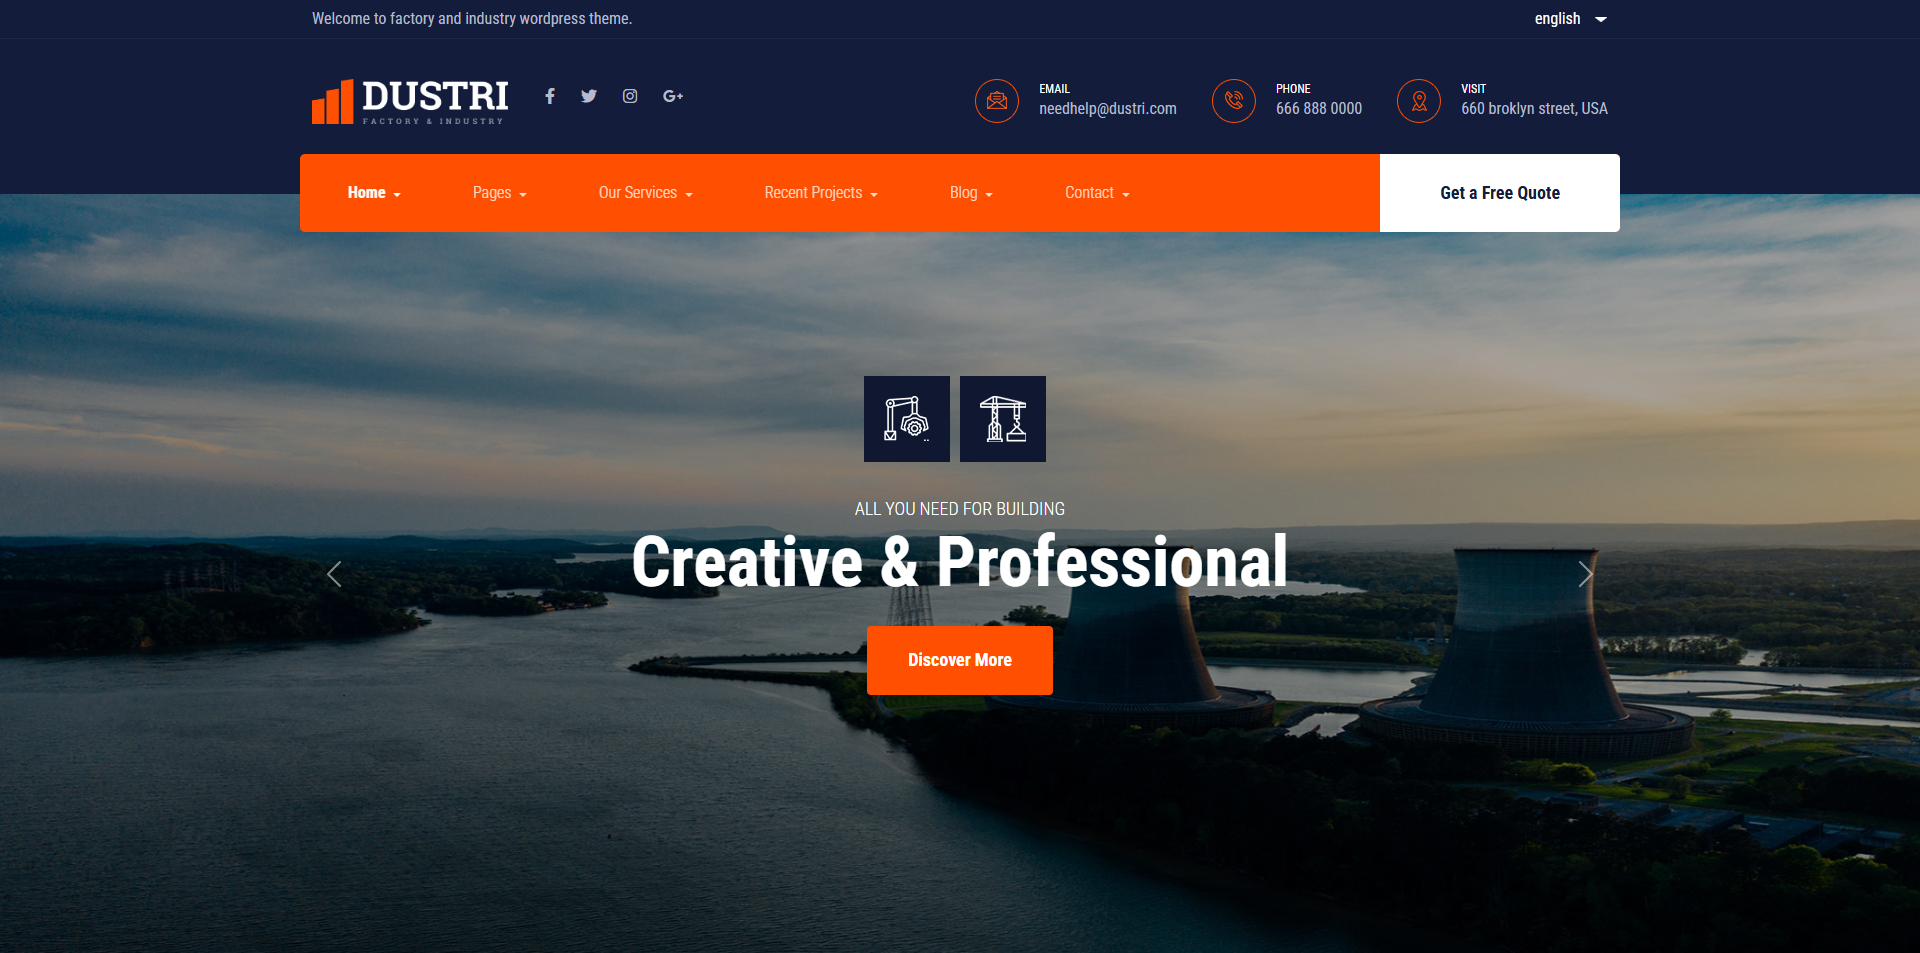 Welcome to factory and industry wordpress theme.
english
DUSTRI
FACTORY & INDUSTRY
EMAIL
needhelp@dustri.com
PHONE
666 888 0000
VISIT
660 broklyn street, USA
Home
Pages
Our Services
Recent Projects
Blog
Contact
Get a Free Quote
ALL YOU NEED FOR BUILDING
Creative & Professional
Discover More